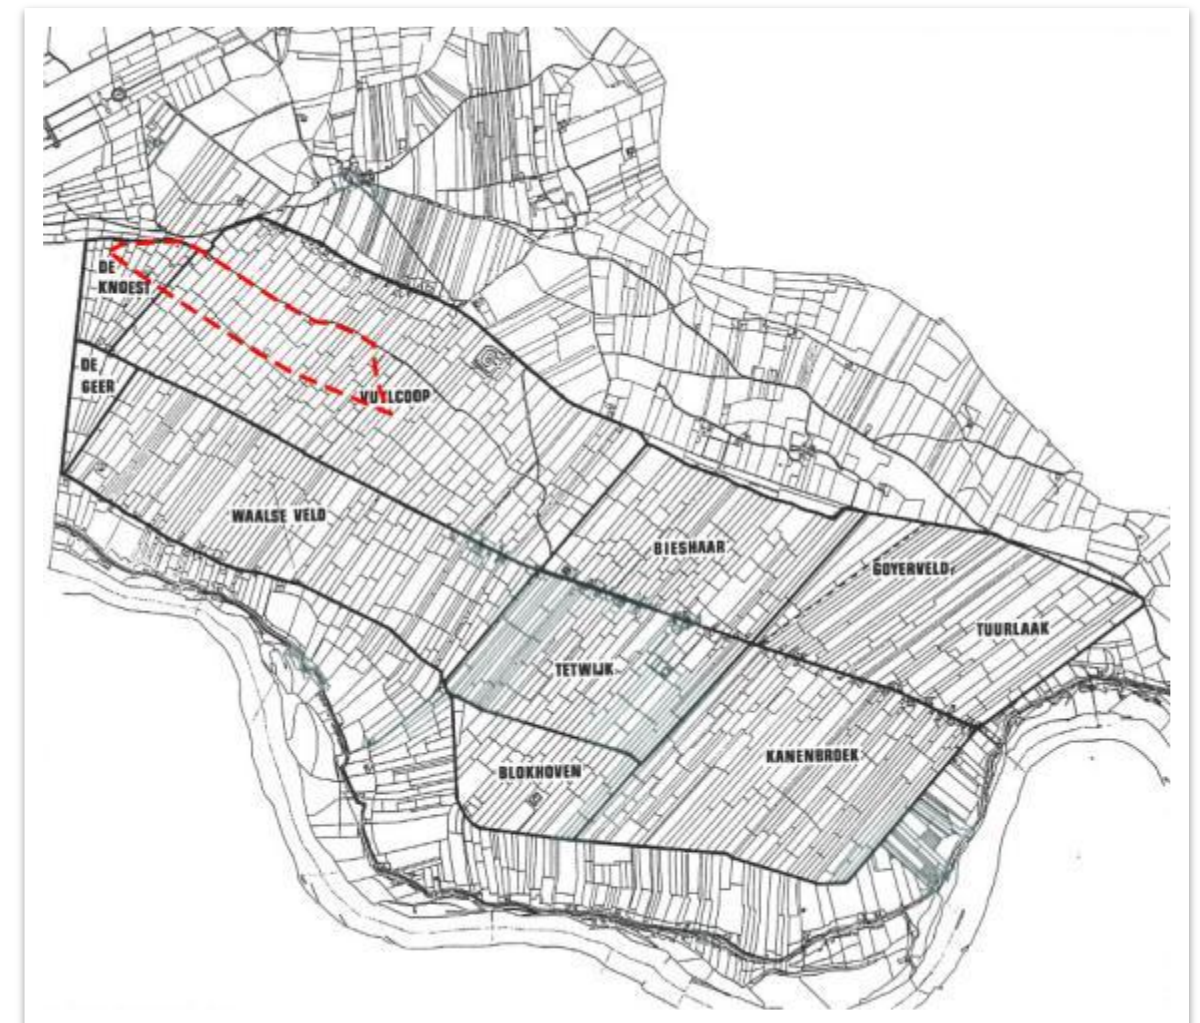 DE
KNOEST
DE
GEER
VUYLCOOP
WAALSE VELD
BIESHAAR
GOYERVELD
TUURLAAK
TETWIJK
KANENBROEK
BLOKHOVEN